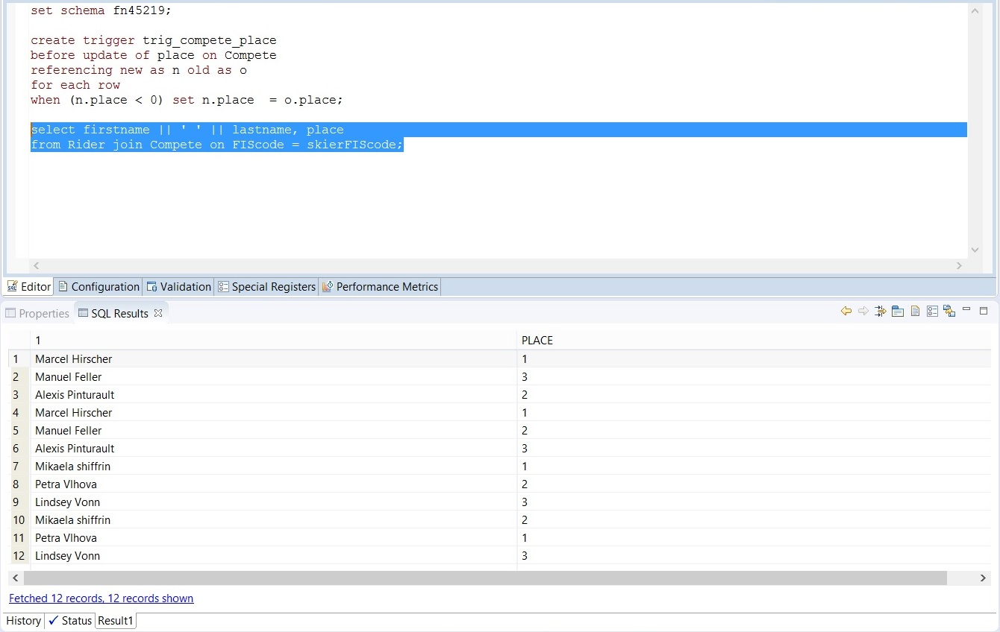 set schema fn45219;
create trigger trig_compete_place
before update of place on Compete
referencing new as n old as o
for each row
when (n.place < 0) set n.place  = o.place;
select firstname || ' ' || lastname, place
from Rider join Compete on FIScode = skierFIScode;
Editor Configuration Validation Special Registers Performance Metrics
Properties SQL Results
1 PLACE
1 Marcel Hirscher 1
2 Manuel Feller 3
3 Alexis Pinturault 2
4 Marcel Hirscher 1
5 Manuel Feller 2
6 Alexis Pinturault 3
7 Mikaela shiffrin 1
8 Petra Vlhova 2
9 Lindsey Vonn 3
10 Mikaela shiffrin 2
11 Petra Vlhova 1
12 Lindsey Vonn 3
Fetched 12 records, 12 records shown
History Status Result1